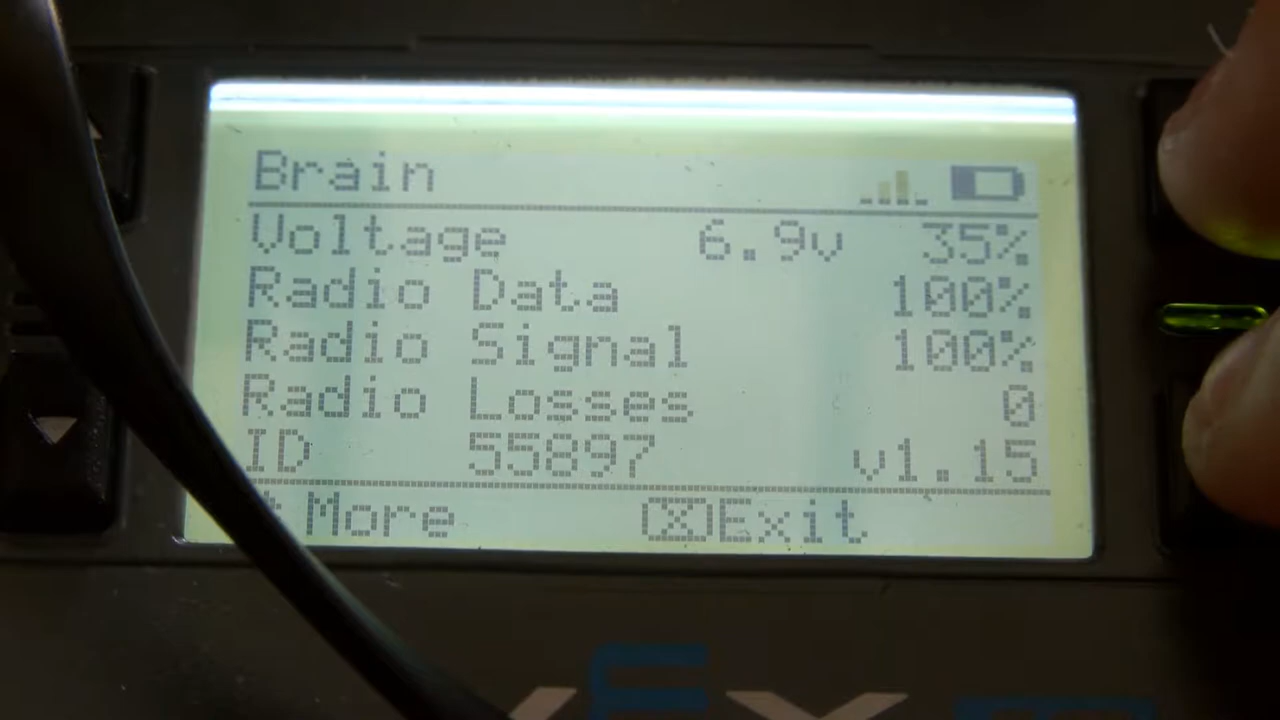 Brain
Voltage 6.9v 35%
Radio Data 100%
Radio Signal 100%
Radio Losses 0
ID 55897 v1.15
More [X]Exit